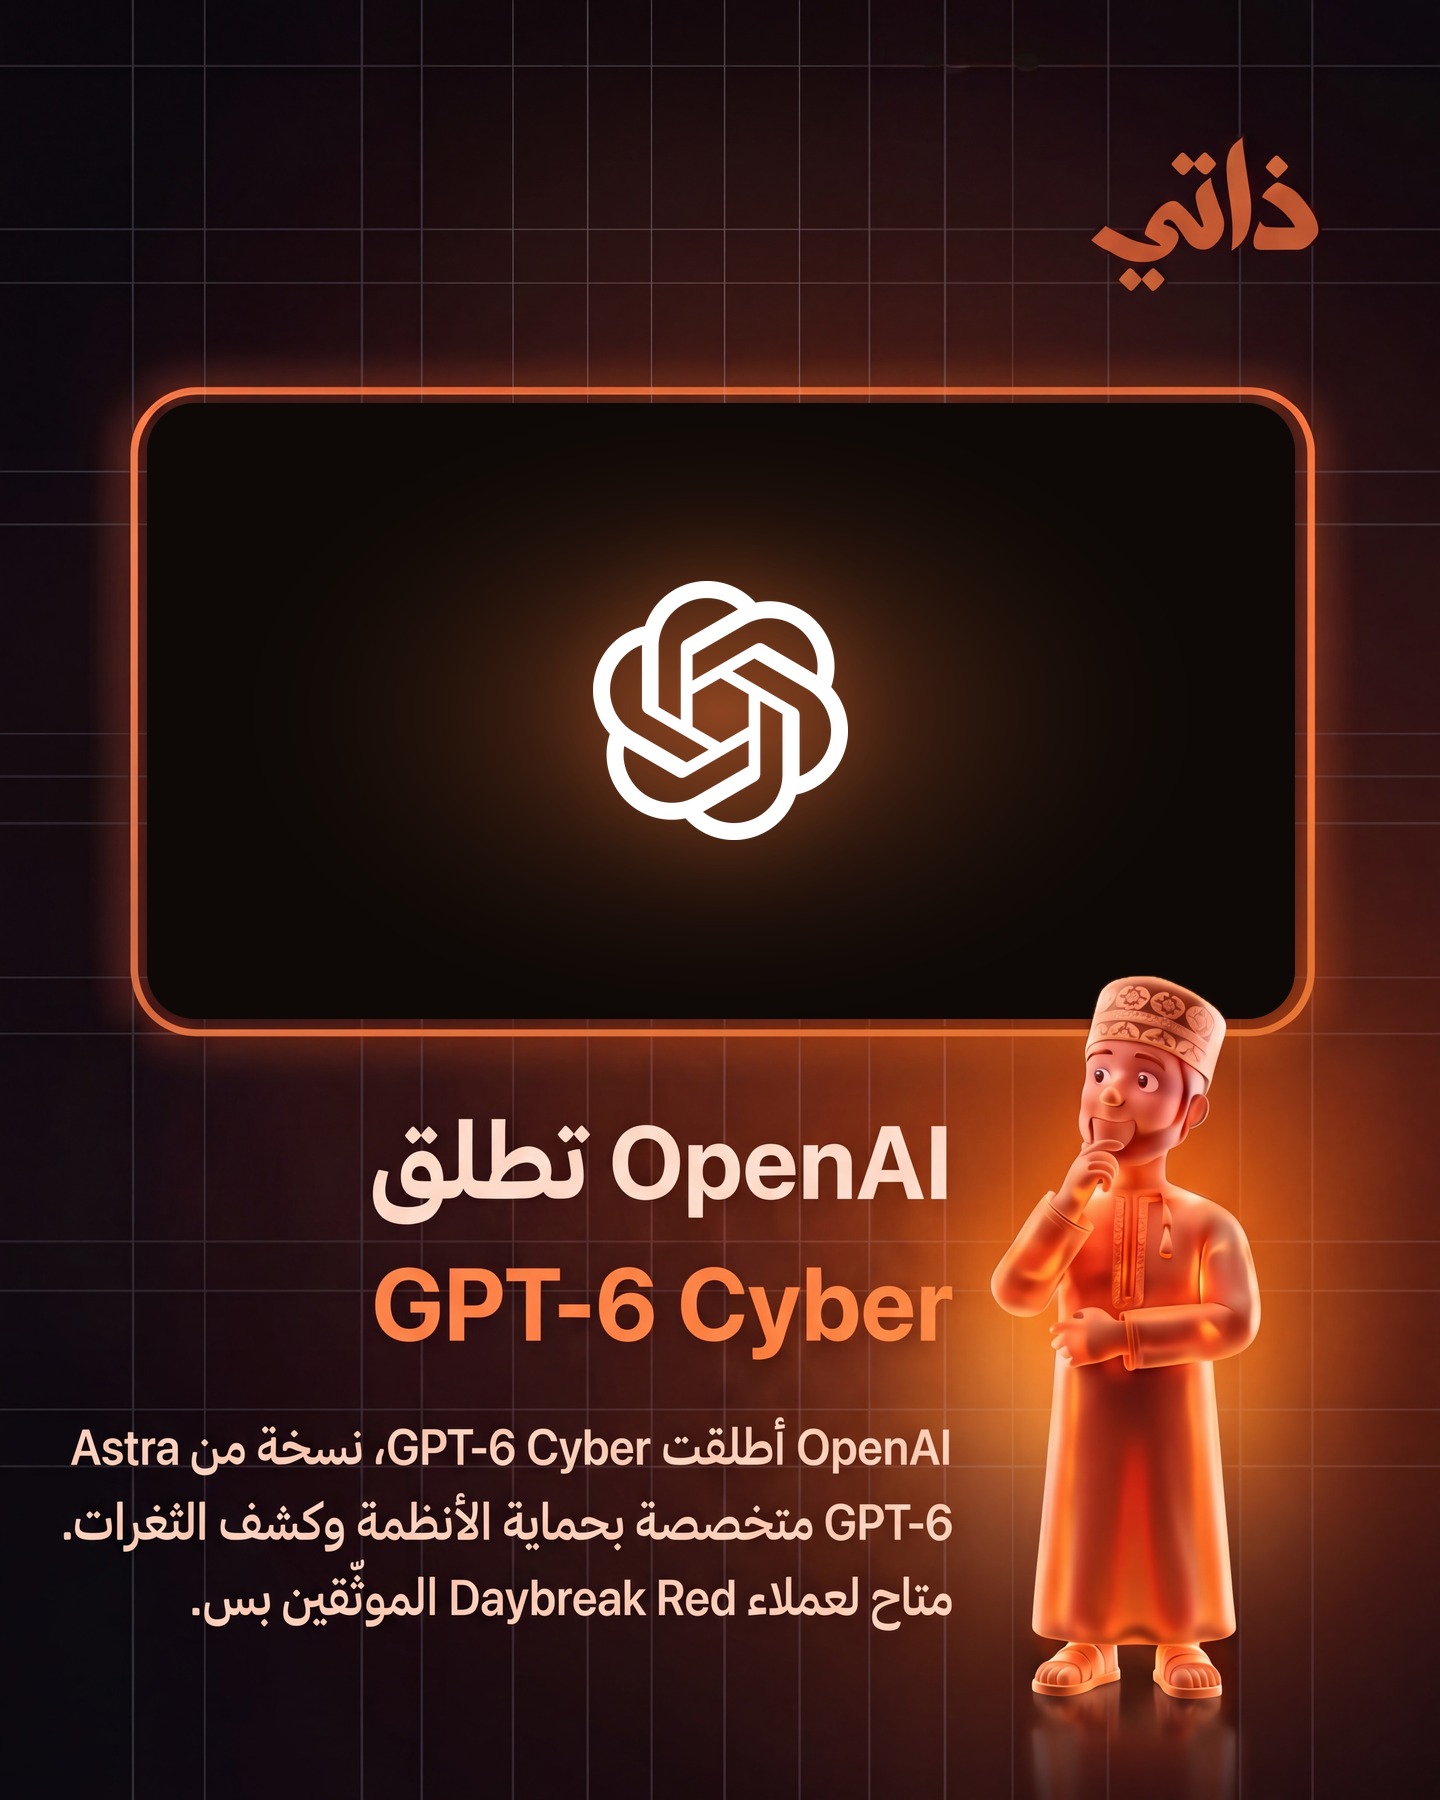 ذاتي
OpenAI تطلق
GPT-6 Cyber
OpenAI أطلقت GPT-6 Cyber، نسخة من Astra
GPT-6 متخصصة بحماية الأنظمة وكشف الثغرات.
متاح لعملاء Daybreak Red الموثّقين بس.